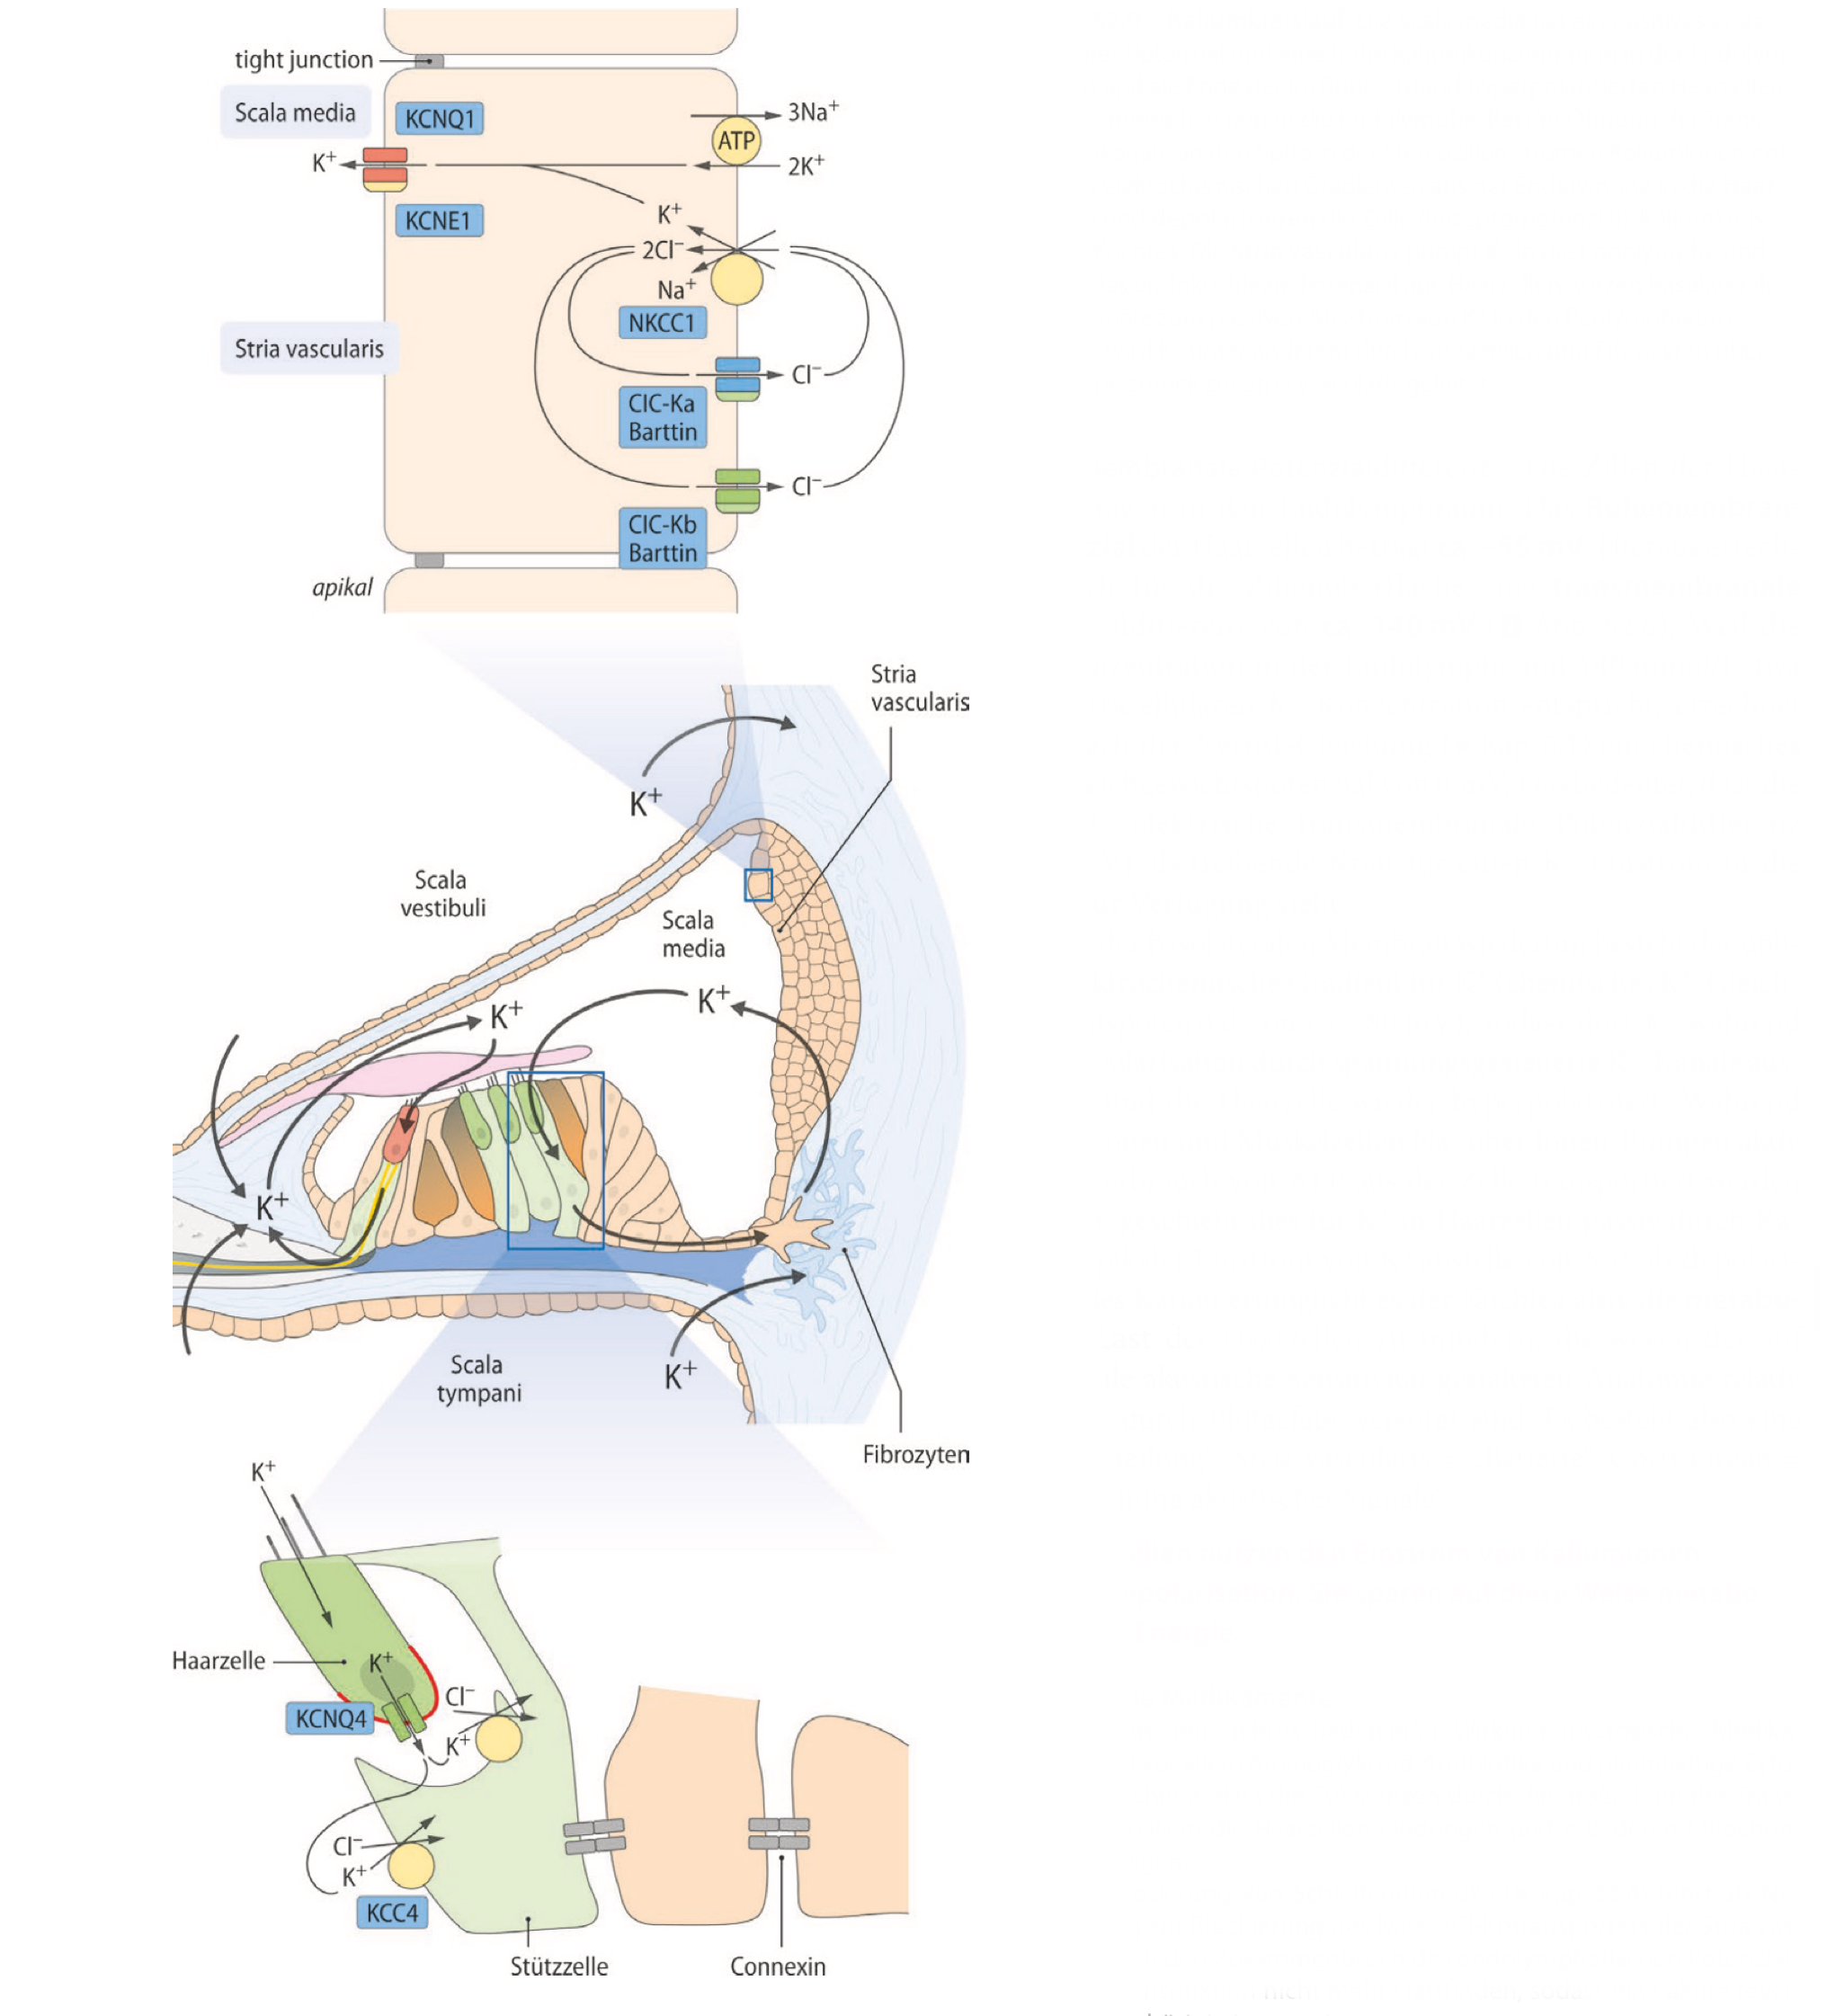 tight junction
Scala media
KCNQ1
3Na⁺
ATP
K⁺
2K⁺
KCNE1
K⁺
2Cl⁻
Na⁺
NKCC1
Stria vascularis
Cl⁻
ClC-Ka
Barttin
Cl⁻
ClC-Kb
Barttin
apikal
Stria
vascularis
K⁺
Scala
vestibuli
Scala
media
K⁺
K⁺
K⁺
Scala
tympani
K⁺
Fibrozyten
K⁺
Haarzelle
K⁺
Cl⁻
KCNQ4
K⁺
Cl⁻
K⁺
KCC4
Stützzelle
Connexin